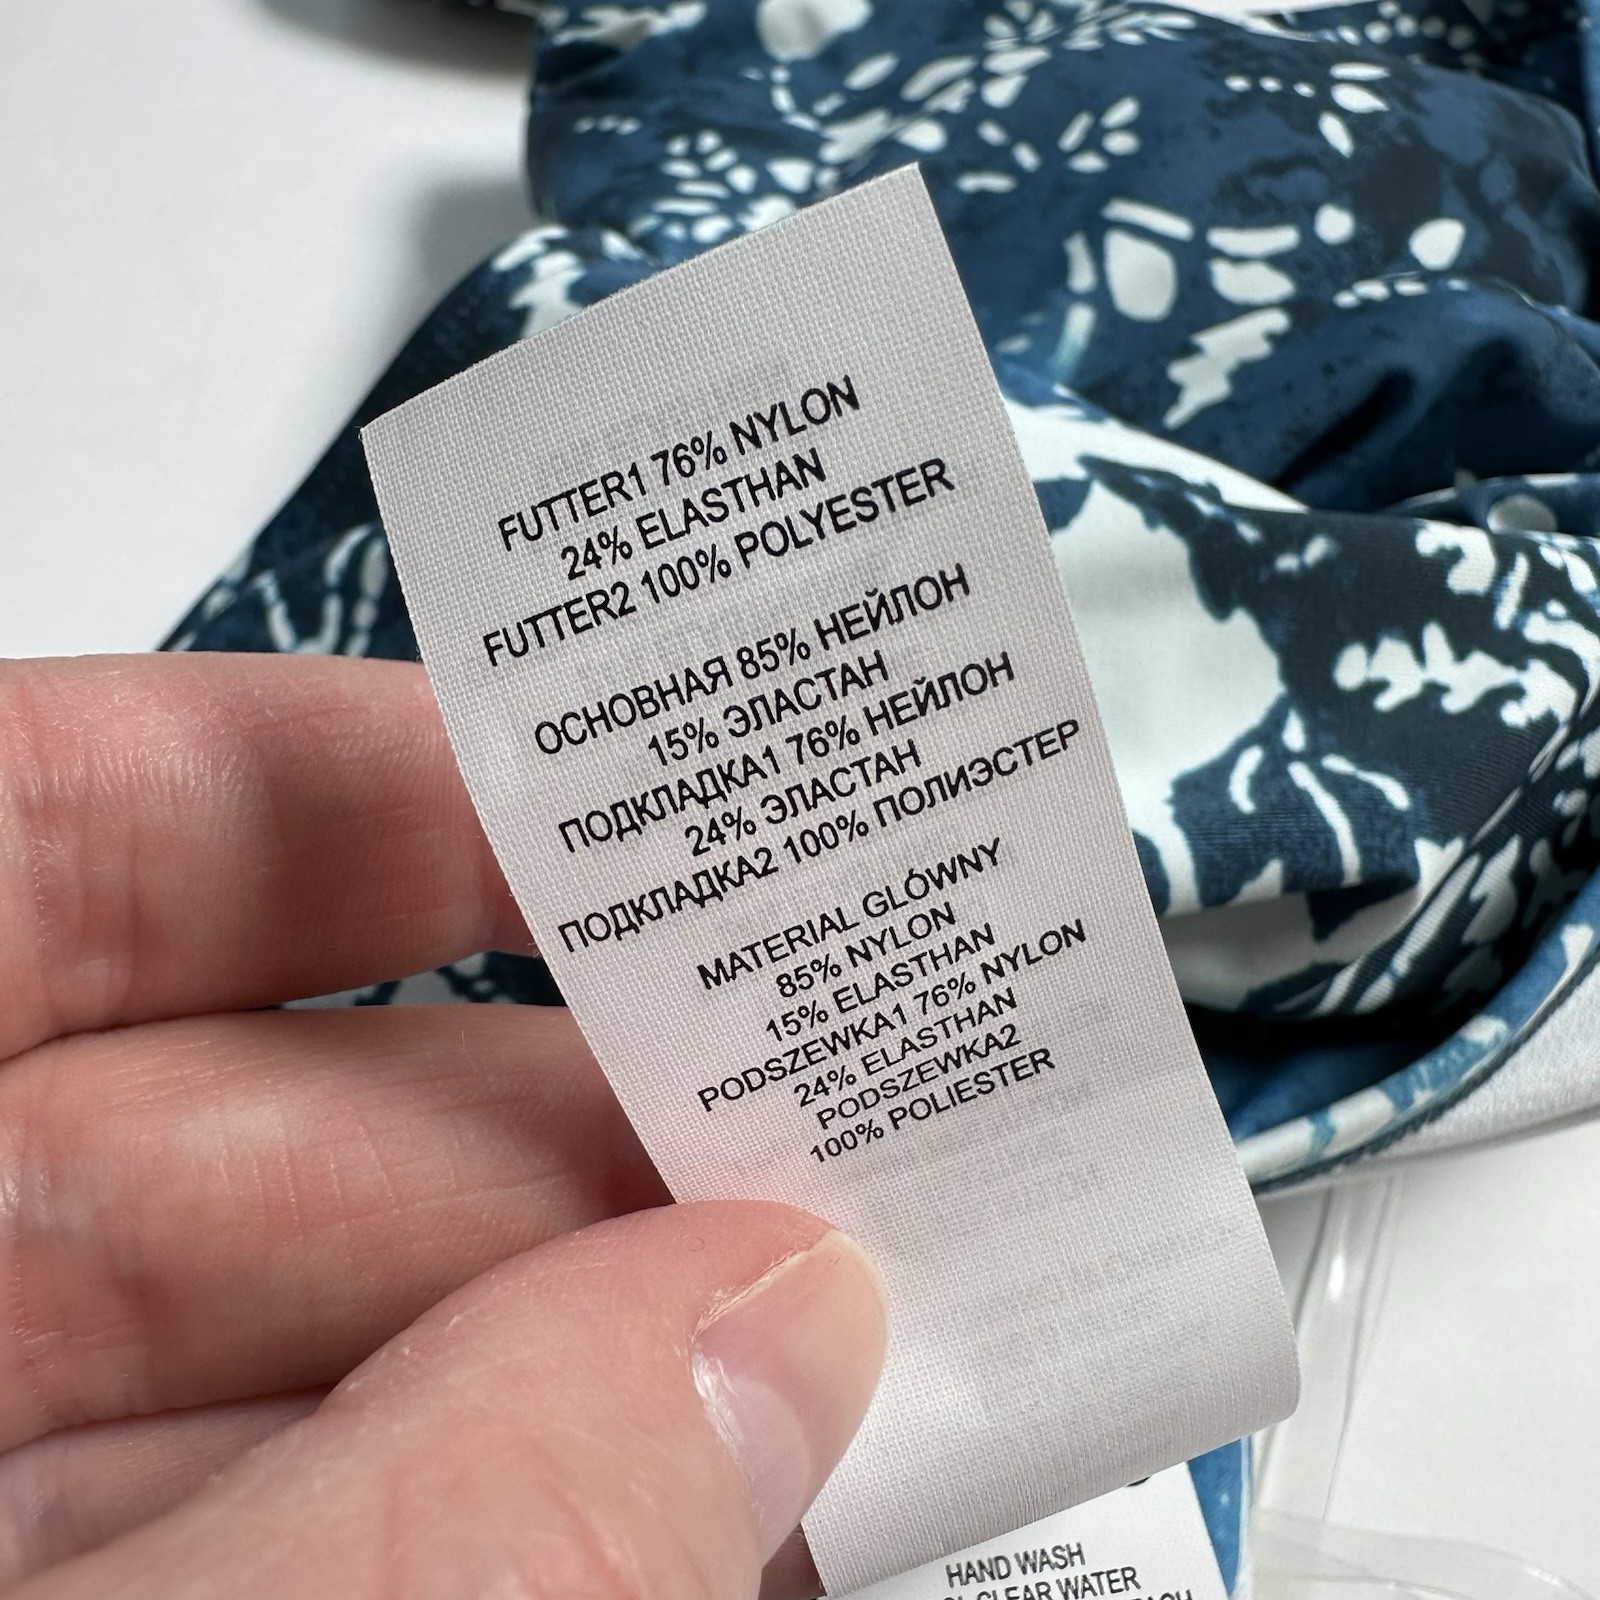 FUTTER1 76% NYLON
24% ELASTHAN
FUTTER2 100% POLYESTER
ОСНОВНАЯ 85% НЕЙЛОН
15% ЭЛАСТАН
ПОДКЛАДКА1 76% НЕЙЛОН
24% ЭЛАСТАН
ПОДКЛАДКА2 100% ПОЛИЭСТЕР
MATERIAL GLÓWNY
85% NYLON
15% ELASTHAN
PODSZEWKA1 76% NYLON
24% ELASTHAN
PODSZEWKA2
100% POLIESTER
HAND WASH
CLEAR WATER